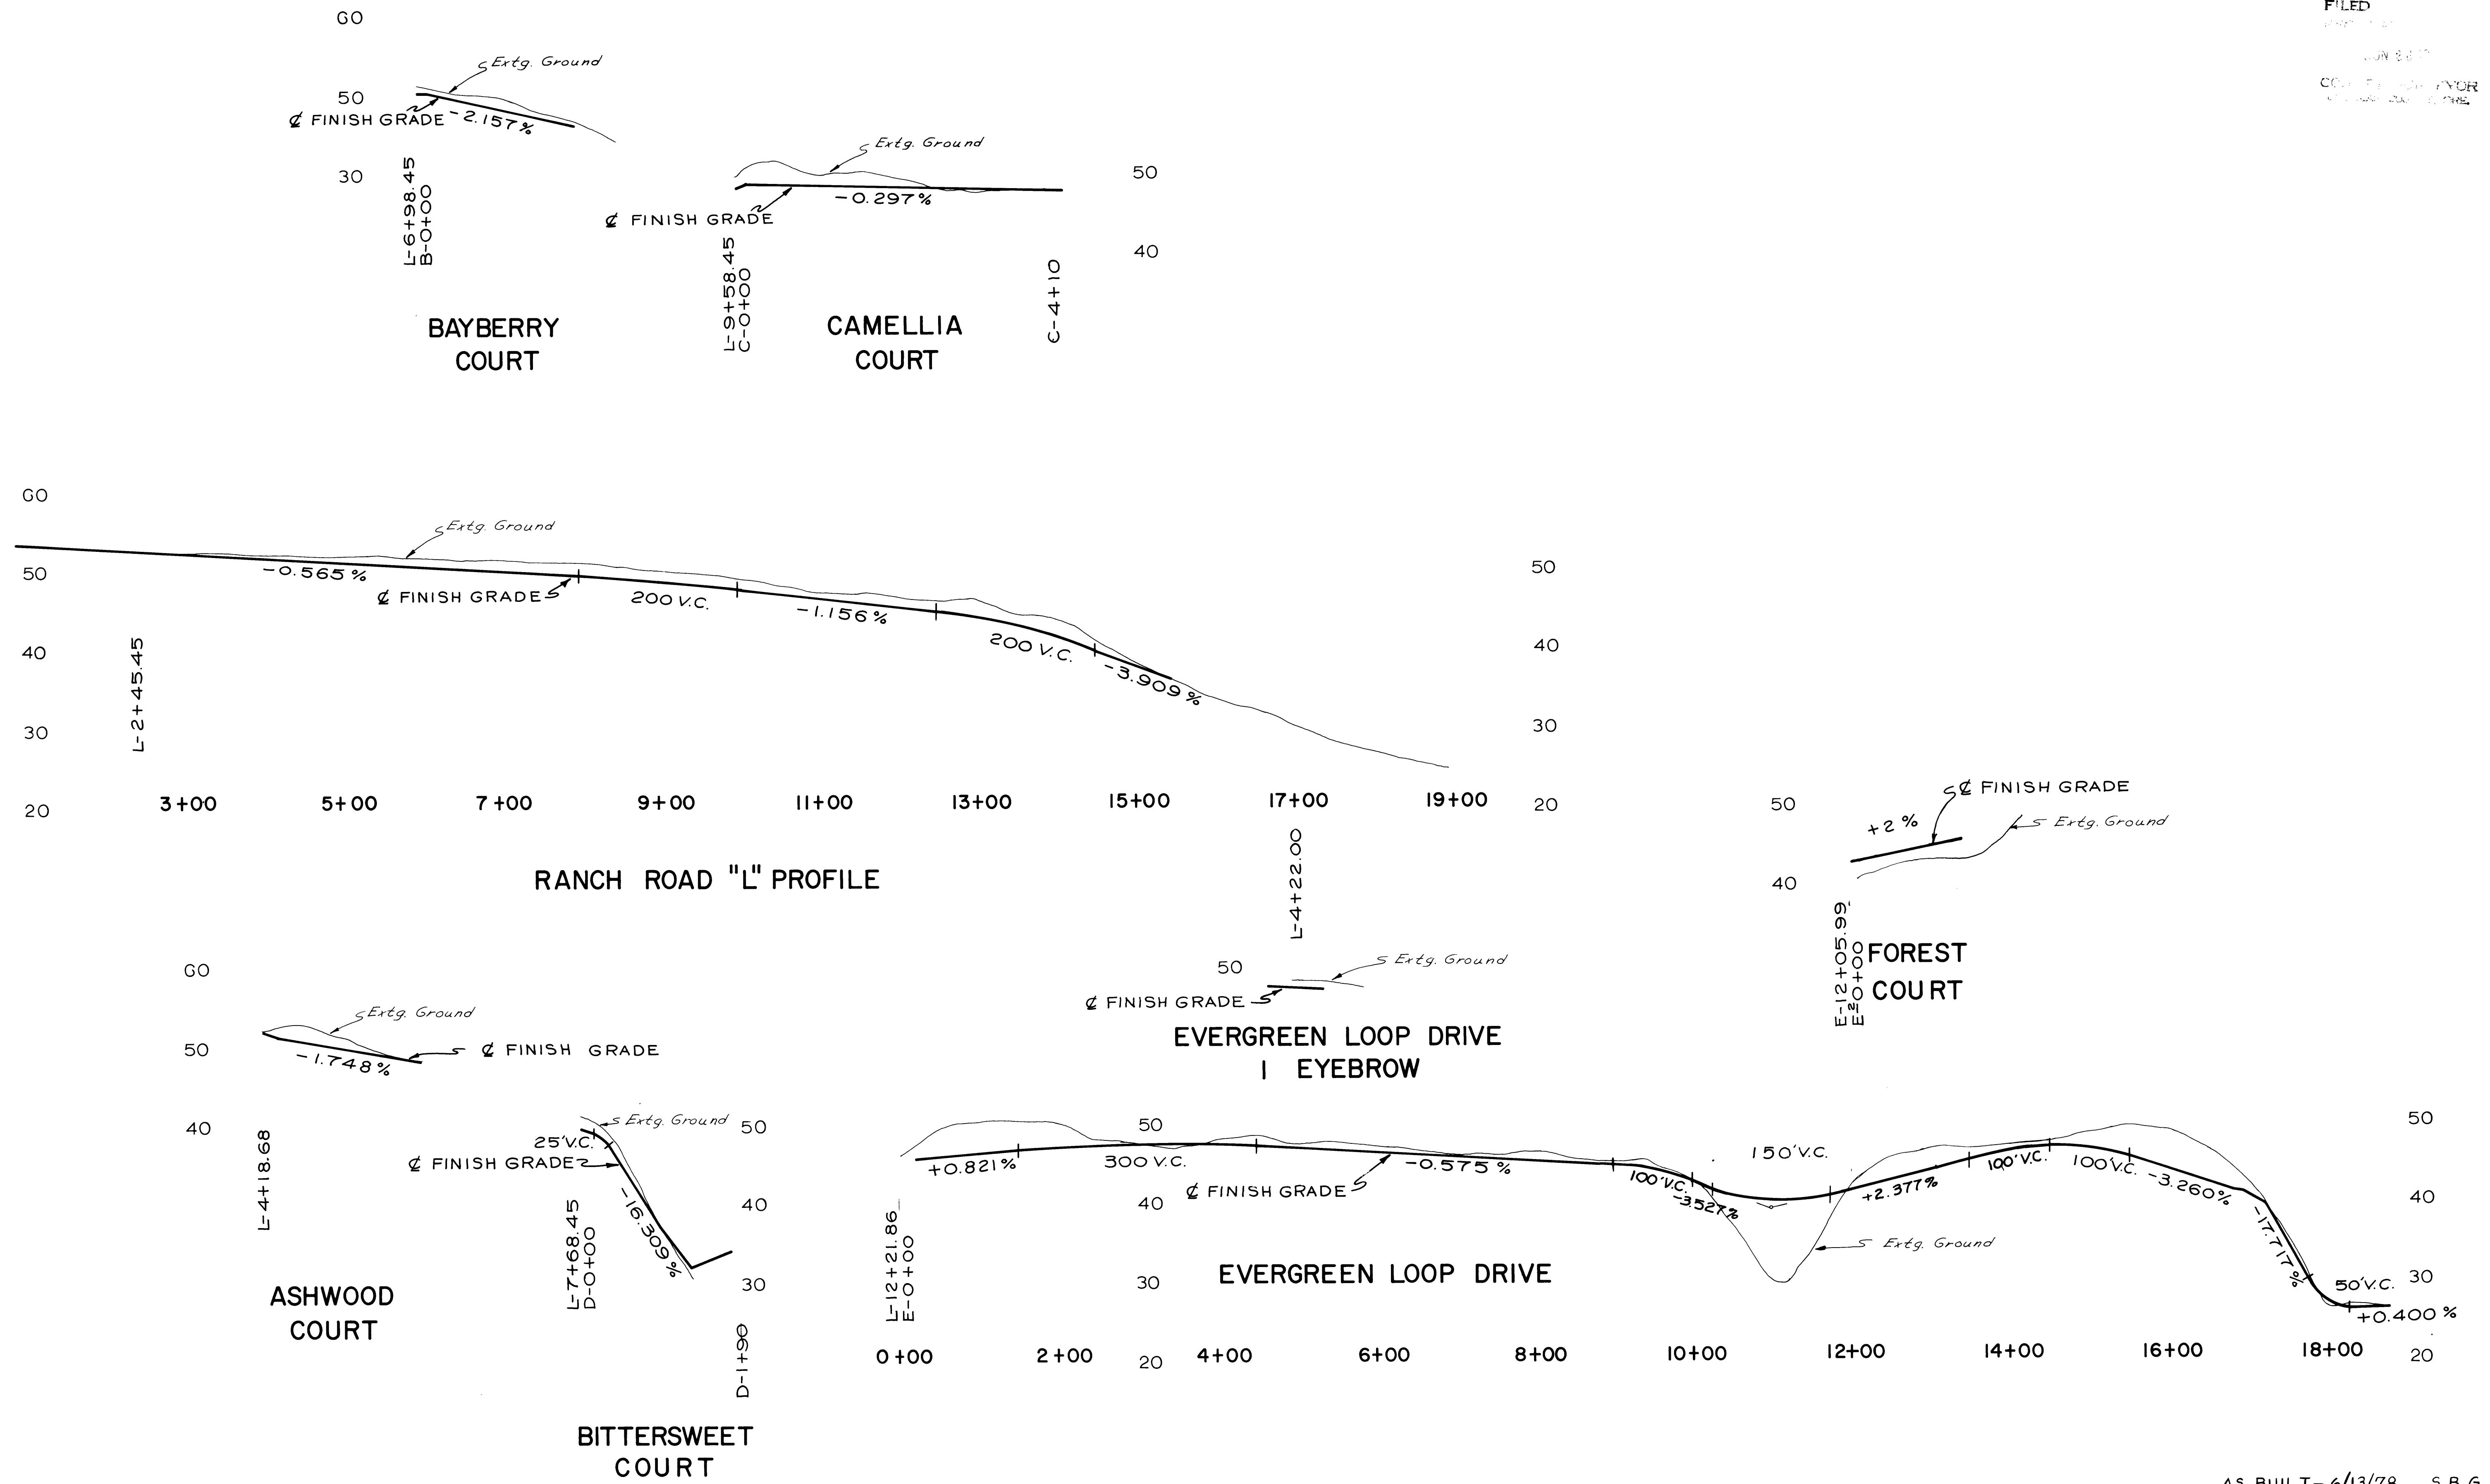 FILED
60
Extg. Ground
50
℄ FINISH GRADE
-2.157%
30
L-6+98.45
B-0+00
BAYBERRY
COURT
Extg. Ground
50
-0.297%
℄ FINISH GRADE
40
L-9+58.45
C-0+00
C-4+10
CAMELLIA
COURT
60
Extg. Ground
50
50
-0.565%
℄ FINISH GRADE
200 V.C.
-1.156%
200 V.C.
-3.909%
40
40
L-2+45.45
30
30
20
3+00 5+00 7+00 9+00 11+00 13+00 15+00 17+00 19+00
20
RANCH ROAD "L" PROFILE
50
℄ FINISH GRADE
+2%
Extg. Ground
40
E-12+05.99
E²0+00
FOREST
COURT
L-4+22.00
50
Extg. Ground
℄ FINISH GRADE
EVERGREEN LOOP DRIVE
1 EYEBROW
60
Extg. Ground
50
℄ FINISH GRADE
-1.748%
40
L-4+18.68
ASHWOOD
COURT
Extg. Ground
50
25'V.C.
℄ FINISH GRADE
-16.309%
40
30
L-7+68.45
D-0+00
D-1+90
BITTERSWEET
COURT
50
50
+0.821%
300 V.C.
-0.575%
℄ FINISH GRADE
100'V.C.
-3.527%
150'V.C.
+2.377%
100'V.C.
100'V.C.
-3.260%
-17.717%
50'V.C.
+0.400%
40
40
Extg. Ground
30
30
L-12+21.86
E-0+00
EVERGREEN LOOP DRIVE
0+00 2+00 20 4+00 6+00 8+00 10+00 12+00 14+00 16+00 18+00 20
AS BUILT- 6/13/78 S.B.G